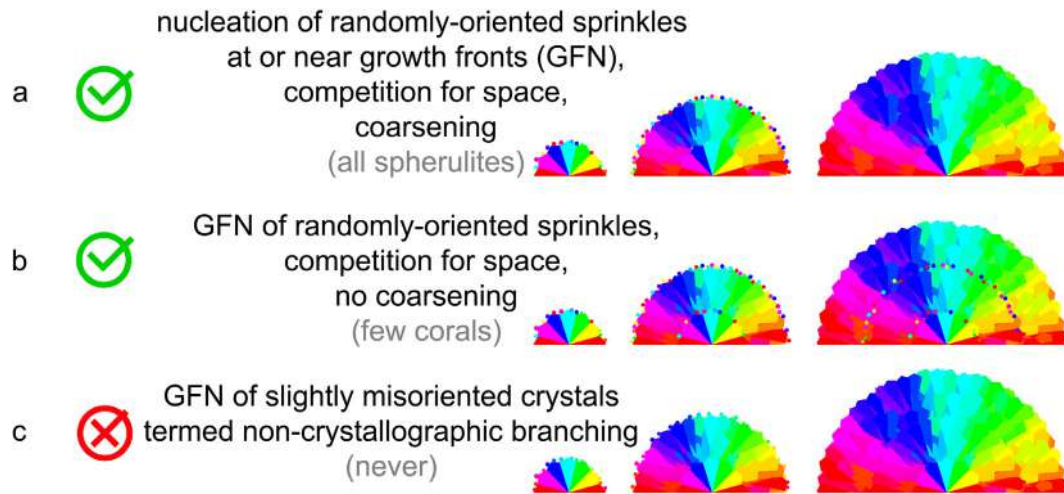 nucleation of randomly-oriented sprinkles
at or near growth fronts (GFN),
a
competition for space,
coarsening
(all spherulites)
GFN of randomly-oriented sprinkles,
b
competition for space,
no coarsening
(few corals)
GFN of slightly misoriented crystals
c
termed non-crystallographic branching
(never)